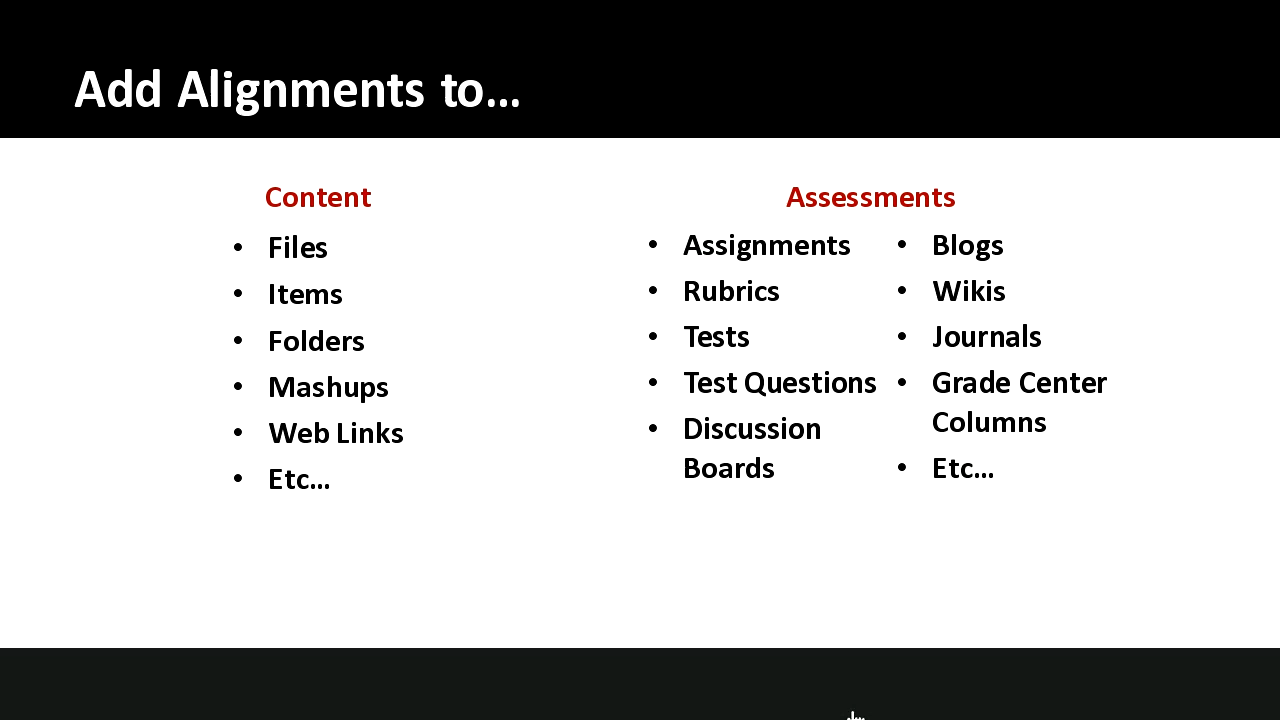 Add Alignments to…
Content
• Files
• Items
• Folders
• Mashups
• Web Links
• Etc…
Assessments
• Assignments
• Rubrics
• Tests
• Test Questions
• Discussion
Boards
• Blogs
• Wikis
• Journals
• Grade Center
Columns
• Etc…